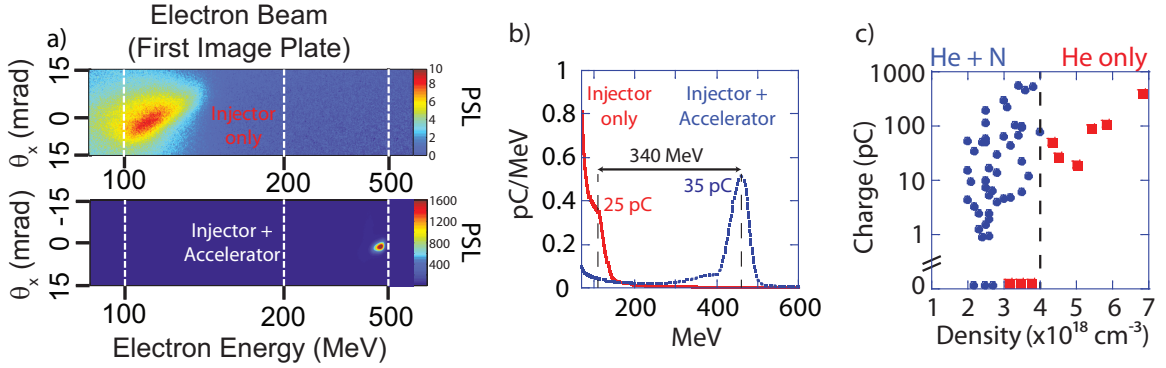 Electron Beam
(First Image Plate)
a)
θ_x (mrad)
15
0
15
Injector
only
10
8
6
4
2
0
PSL
100
200
500
θ_x (mrad)
-15
0
15
Injector +
Accelerator
1600
1200
800
400
PSL
100
200
500
Electron Energy (MeV)
b)
pC/MeV
1
0.8
0.6
0.4
0.2
0
Injector
only
Injector +
Accelerator
340 MeV
35 pC
25 pC
200
400
600
MeV
c)
He + N
He only
Charge (pC)
1000
100
10
1
0
1
2
3
4
5
6
7
Density (x10¹⁸ cm⁻³)